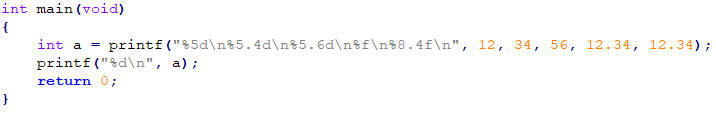 int main(void)
{
    int a = printf("%5d\n%5.4d\n%5.6d\n%f\n%8.4f\n", 12, 34, 56, 12.34, 12.34);
    printf("%d\n", a);
    return 0;
}